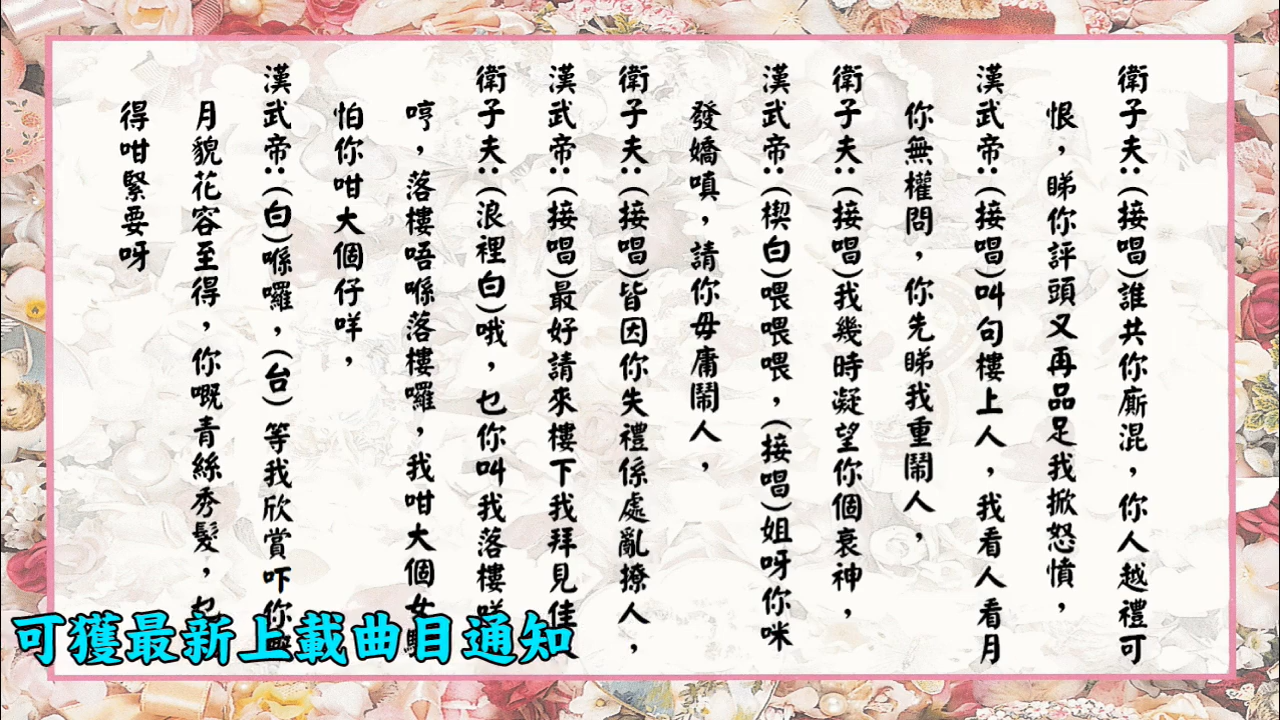 衛子夫:(接唱)誰共你廝混，你人越禮可
恨，睇你評頭又再品足我掀怒憤，
漢武帝:(接唱)叫句樓上人，我看人看月
你無權問，你先睇我重鬧人，
衛子夫:(接唱)我幾時凝望你個衰神，
漢武帝:(楔白)喂喂喂，(接唱)姐呀你咪
發嬌嗔，請你毋庸鬧人，
衛子夫:(接唱)皆因你失禮係處亂撩人，
漢武帝:(接唱)最好請來樓下我拜見佳
衛子夫:(浪裡白)哦，乜你叫我落樓咩
哼，落樓唔喺落樓囉，我咁大個女
怕你咁大個仔咩，
漢武帝:(白)喺囉，(台)等我欣賞吓你
月貌花容至得，你嘅青絲秀髮，乜
得咁緊要呀
可獲最新上載曲目通知